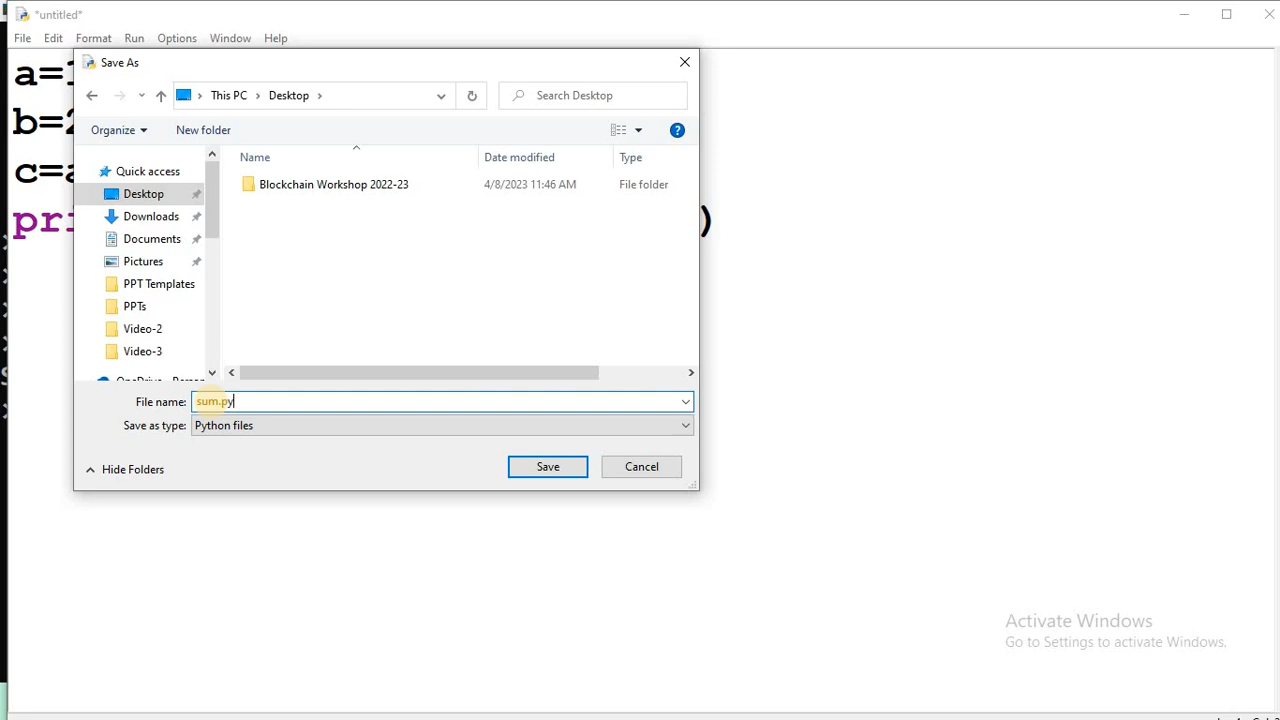 *untitled*
File Edit Format Run Options Window Help
Save As
a=1
This PC > Desktop >
Search Desktop
b=2
Organize
New folder
Name
Date modified
Type
c=a
Quick access
Blockchain Workshop 2022-23
4/8/2023 11:46 AM
File folder
Desktop
Downloads
)
Documents
Pictures
PPT Templates
PPTs
Video-2
Video-3
File name: sum.py
Save as type: Python files
Hide Folders
Save
Cancel
Activate Windows
Go to Settings to activate Windows.